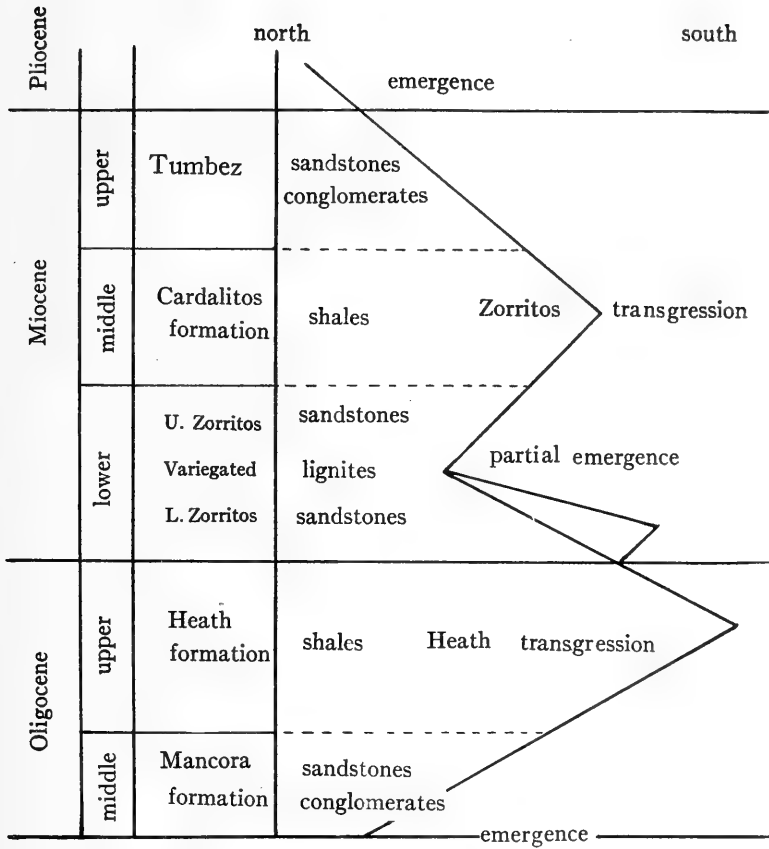 north south
Pliocene
emergence
Miocene
upper
Tumbez
sandstones
conglomerates
middle
Cardalitos
formation
shales
Zorritos transgression
lower
U. Zorritos
sandstones
Variegated
lignites
partial emergence
L. Zorritos
sandstones
Oligocene
upper
Heath
formation
shales
Heath transgression
middle
Mancora
formation
sandstones
conglomerates
emergence